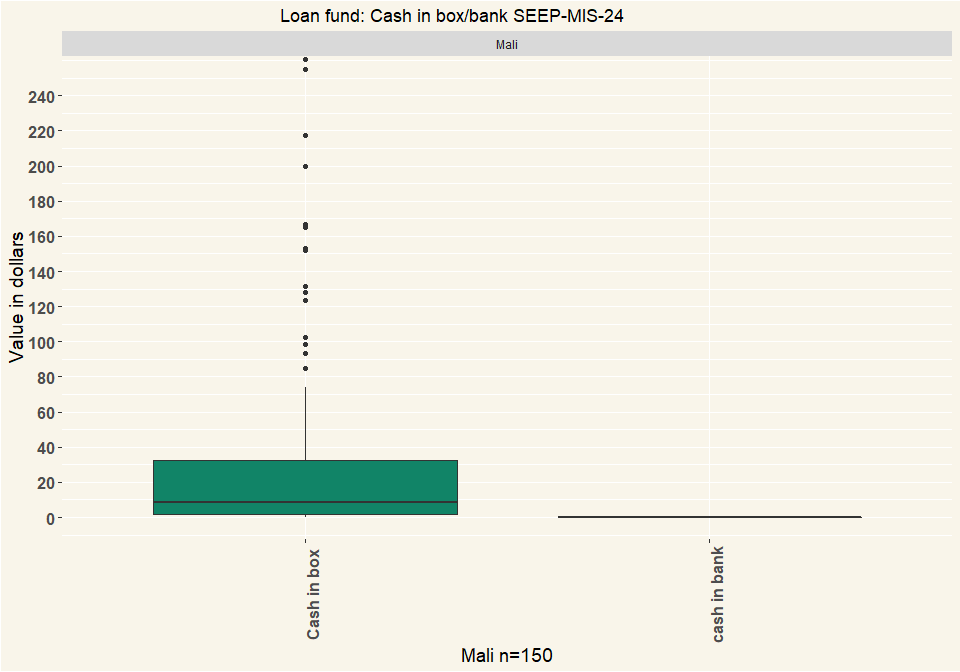 Loan fund: Cash in box/bank SEEP-MIS-24
Mali
Value in dollars
240
220
200
180
160
140
120
100
80
60
40
20
0
Cash in box
cash in bank
Mali n=150